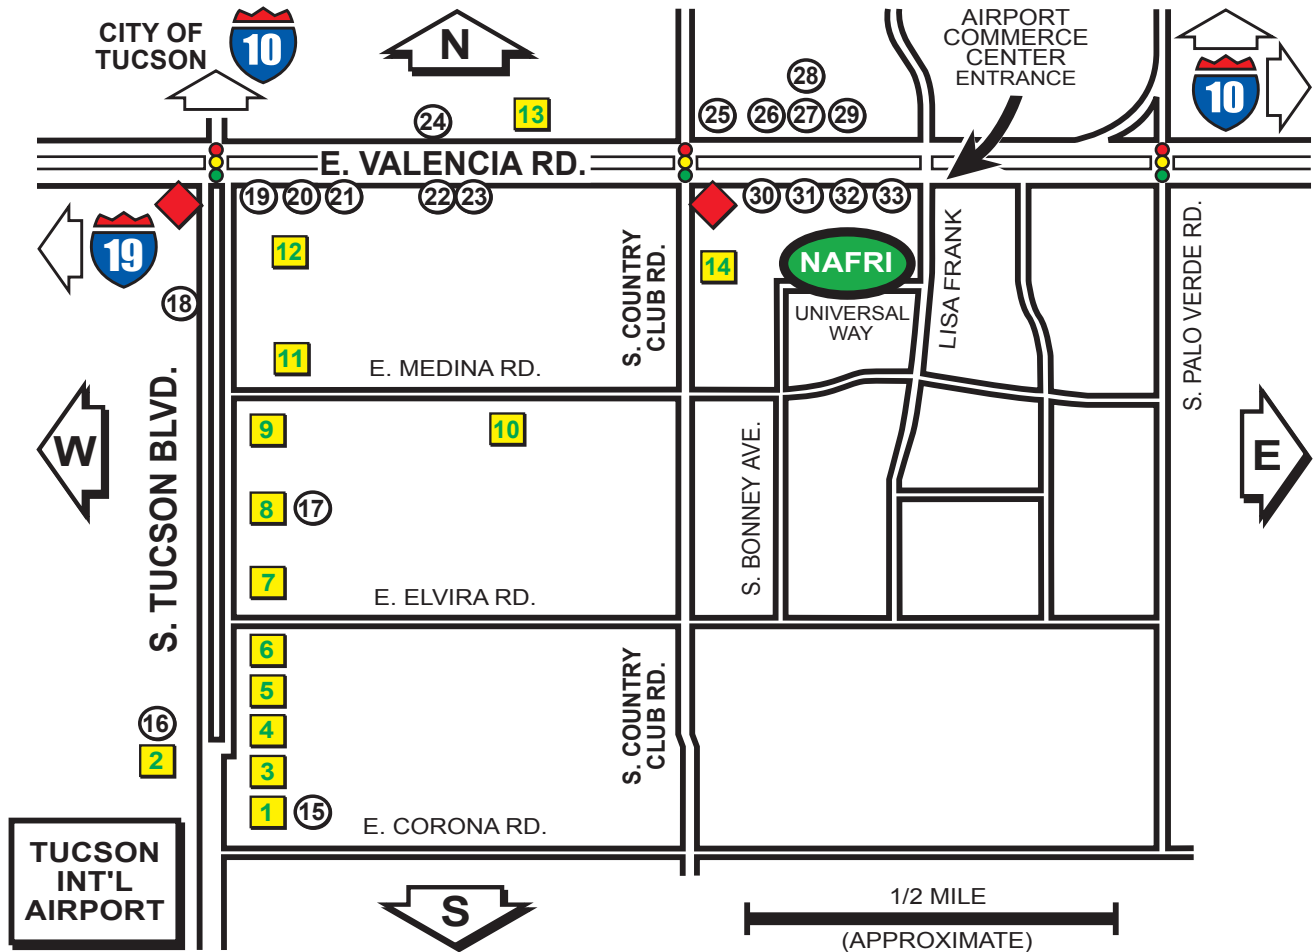 CITY OF
TUCSON
10
N
AIRPORT
COMMERCE
CENTER
ENTRANCE
10
28
13
24
25
26
27
29
E. VALENCIA RD.
19
20
21
22
23
30
31
32
33
19
12
14
NAFRI
S. COUNTRY
CLUB RD.
UNIVERSAL
WAY
LISA FRANK
S. PALO VERDE RD.
18
11
E. MEDINA RD.
S. TUCSON BLVD.
W
9
10
S. BONNEY AVE.
E
8
17
7
E. ELVIRA RD.
6
5
4
3
1
15
16
2
S. COUNTRY
CLUB RD.
E. CORONA RD.
TUCSON
INT'L
AIRPORT
S
1/2 MILE
(APPROXIMATE)